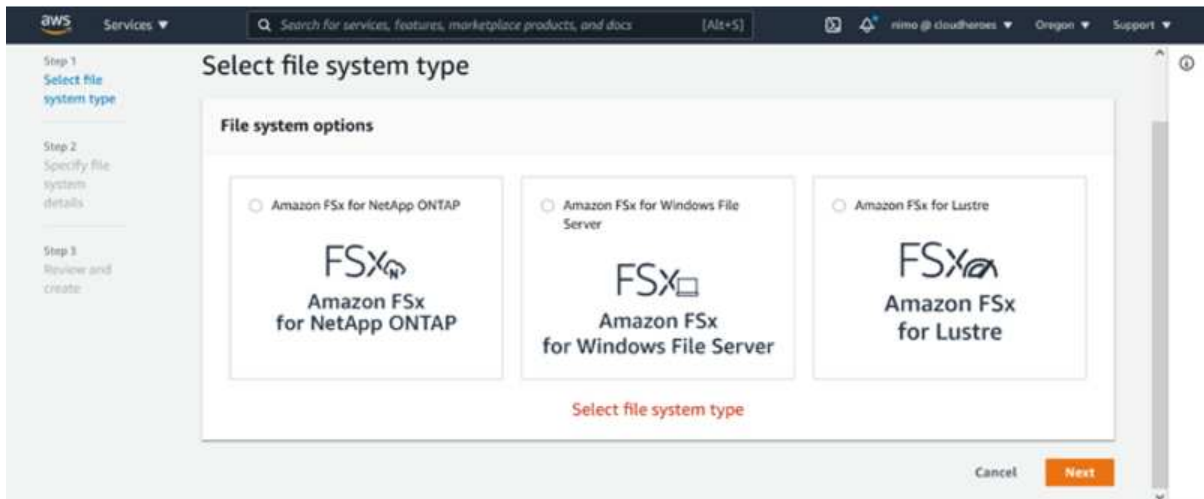 aws
Services ▼
Search for services, features, marketplace products, and docs
[Alt+S]
nimo @ cloudheroes ▼
Oregon ▼
Support ▼
Step 1
Select file
system type
Step 2
Specify file
system
details
Step 3
Review and
create
Select file system type
File system options
Amazon FSx for NetApp ONTAP
FSx N
Amazon FSx
for NetApp ONTAP
Amazon FSx for Windows File
Server
FSx
Amazon FSx
for Windows File Server
Amazon FSx for Lustre
FSx
Amazon FSx
for Lustre
Select file system type
Cancel
Next